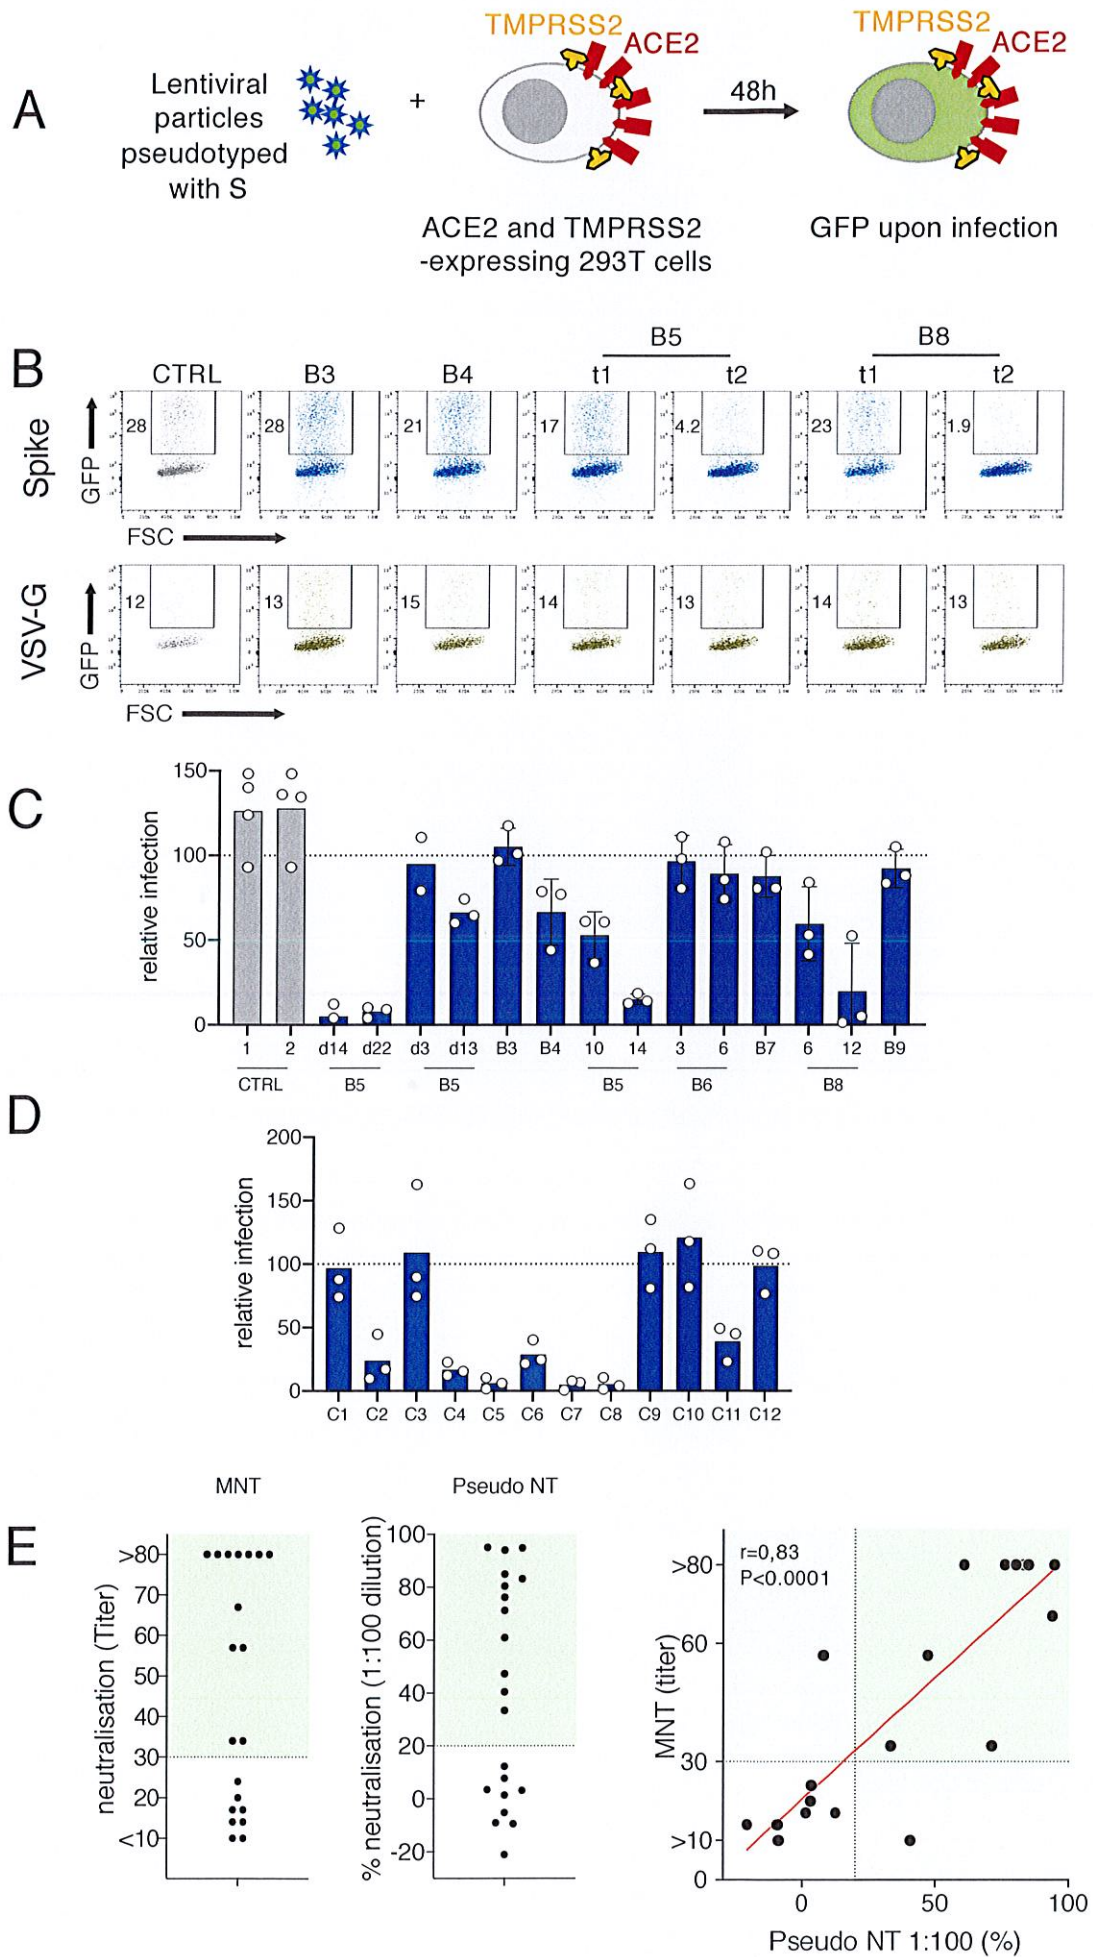 A
Lentiviral
particles
pseudotyped
with S
+
TMPRSS2
ACE2
48h
TMPRSS2
ACE2
ACE2 and TMPRSS2
-expressing 293T cells
GFP upon infection
B
B5
B8
CTRL
B3
B4
t1
t2
t1
t2
Spike
GFP
28
28
21
17
4.2
23
1.9
FSC
VSV-G
GFP
12
13
15
14
13
14
13
FSC
C
relative infection
150
100
50
0
1 2 d14 d22 d3 d13 B3 B4 10 14 3 6 B7 6 12 B9
CTRL B5 B5 B5 B6 B8
D
relative infection
200
150
100
50
0
C1 C2 C3 C4 C5 C6 C7 C8 C9 C10 C11 C12
E
MNT
neutralisation (Titer)
>80
70
60
50
40
30
20
<10
Pseudo NT
% neutralisation (1:100 dilution)
100
80
60
40
20
0
-20
r=0,83
P<0.0001
MNT (titer)
>80
60
30
>10
0
0 50 100
Pseudo NT 1:100 (%)